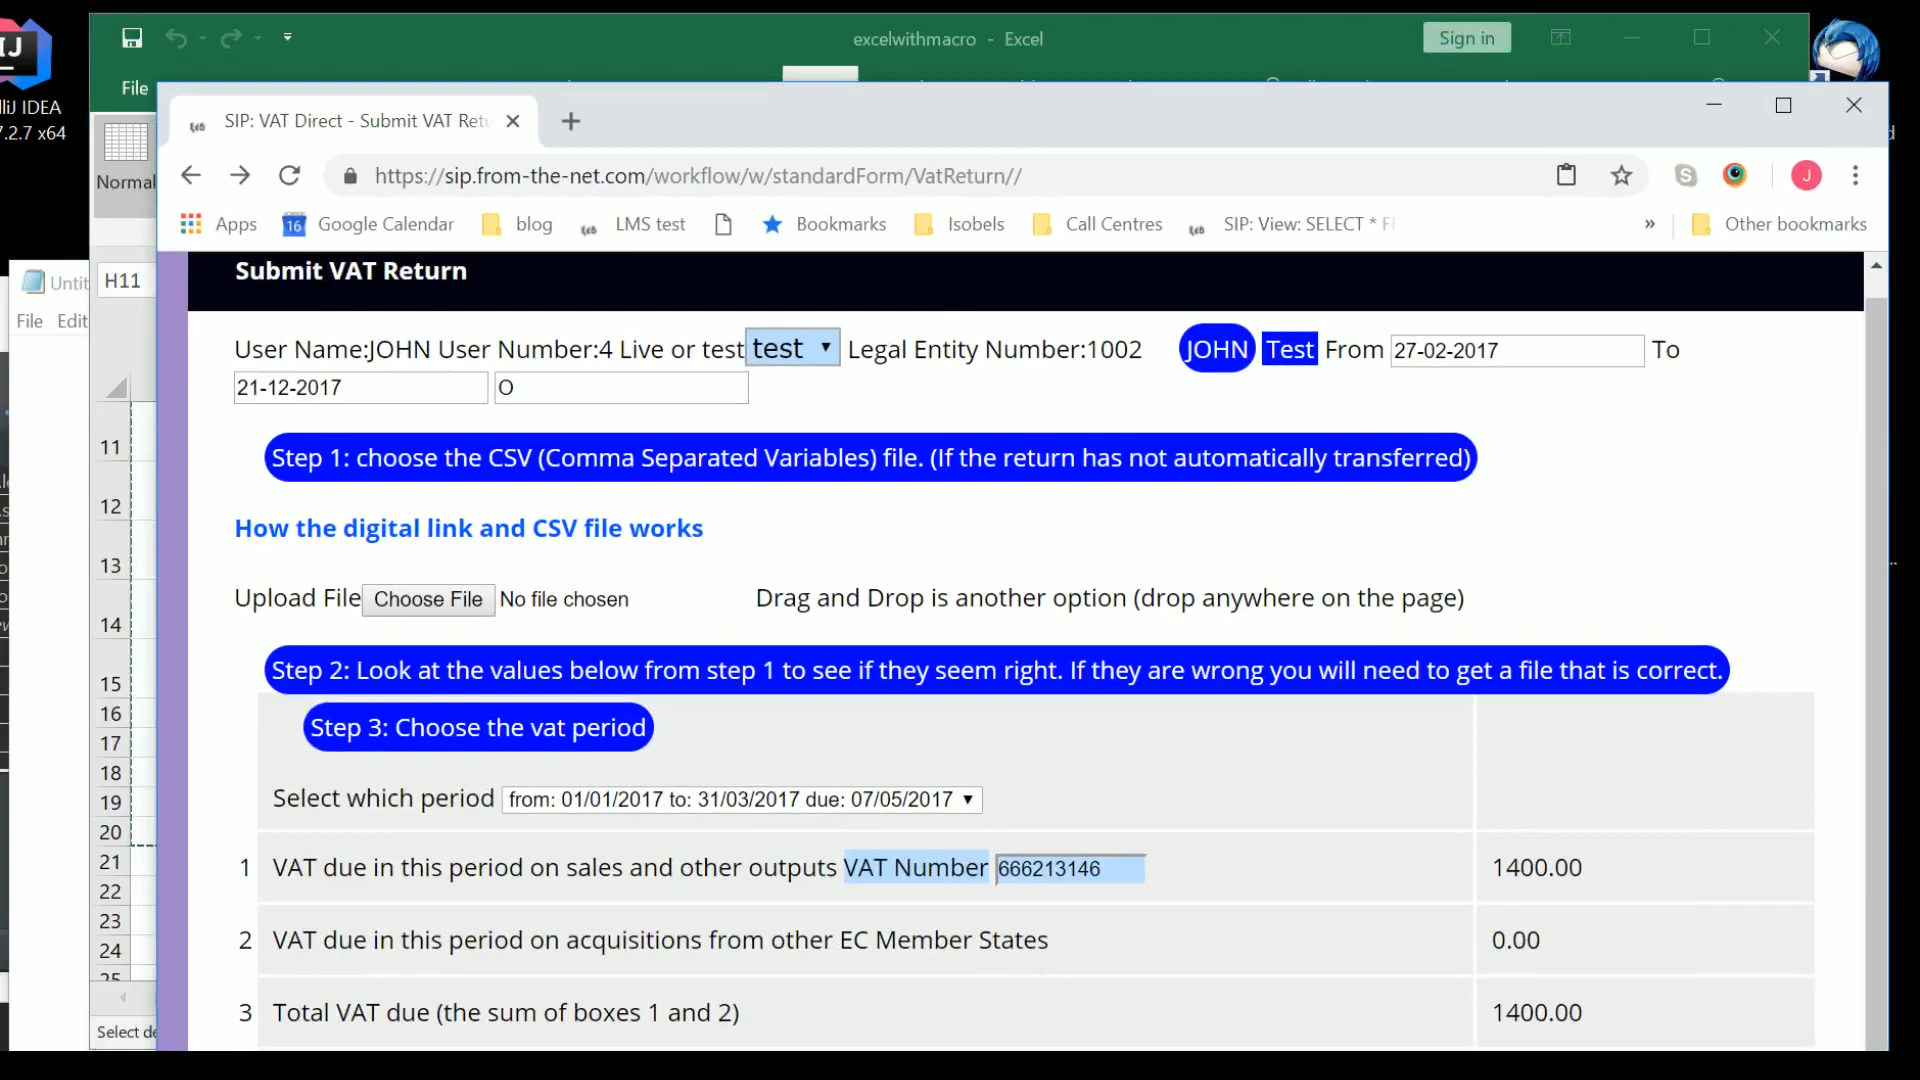 excelwithmacro - Excel
Sign in
File
IJ
IDEA
7.2.7 x64
Normal
SIP: VAT Direct - Submit VAT Retu
https://sip.from-the-net.com/workflow/w/standardForm/VatReturn//
S
J
Apps
16
Google Calendar
blog
LMS test
Bookmarks
Isobels
Call Centres
SIP: View: SELECT * F
»
Other bookmarks
Untit
H11
File Edit
Submit VAT Return
User Name:JOHN User Number:4 Live or test test Legal Entity Number:1002 JOHN Test From 27-02-2017 To
21-12-2017 O
Step 1: choose the CSV (Comma Separated Variables) file. (If the return has not automatically transferred)
How the digital link and CSV file works
Upload File Choose File No file chosen Drag and Drop is another option (drop anywhere on the page)
Step 2: Look at the values below from step 1 to see if they seem right. If they are wrong you will need to get a file that is correct.
Step 3: Choose the vat period
Select which period from: 01/01/2017 to: 31/03/2017 due: 07/05/2017
1 VAT due in this period on sales and other outputs VAT Number 666213146 1400.00
2 VAT due in this period on acquisitions from other EC Member States 0.00
3 Total VAT due (the sum of boxes 1 and 2) 1400.00
11
12
13
14
15
16
17
18
19
20
21
22
23
24
25
Select de